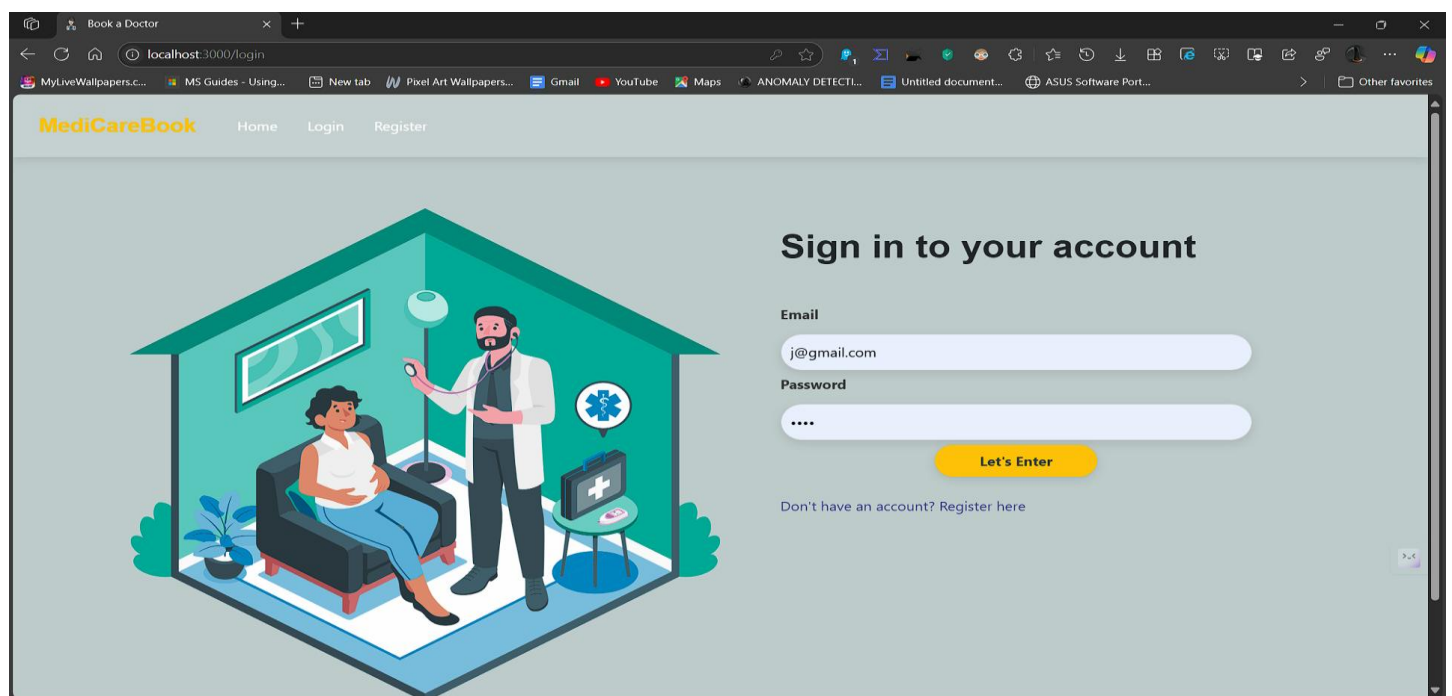 Book a Doctor
localhost:3000/login
1
MyLiveWallpapers.c... MS Guides - Using... New tab Pixel Art Wallpapers... Gmail YouTube Maps ANOMALY DETECTI... Untitled document... ASUS Software Port... Other favorites
MediCareBook Home Login Register
Sign in to your account
Email
j@gmail.com
Password
••••
Let's Enter
Don't have an account? Register here